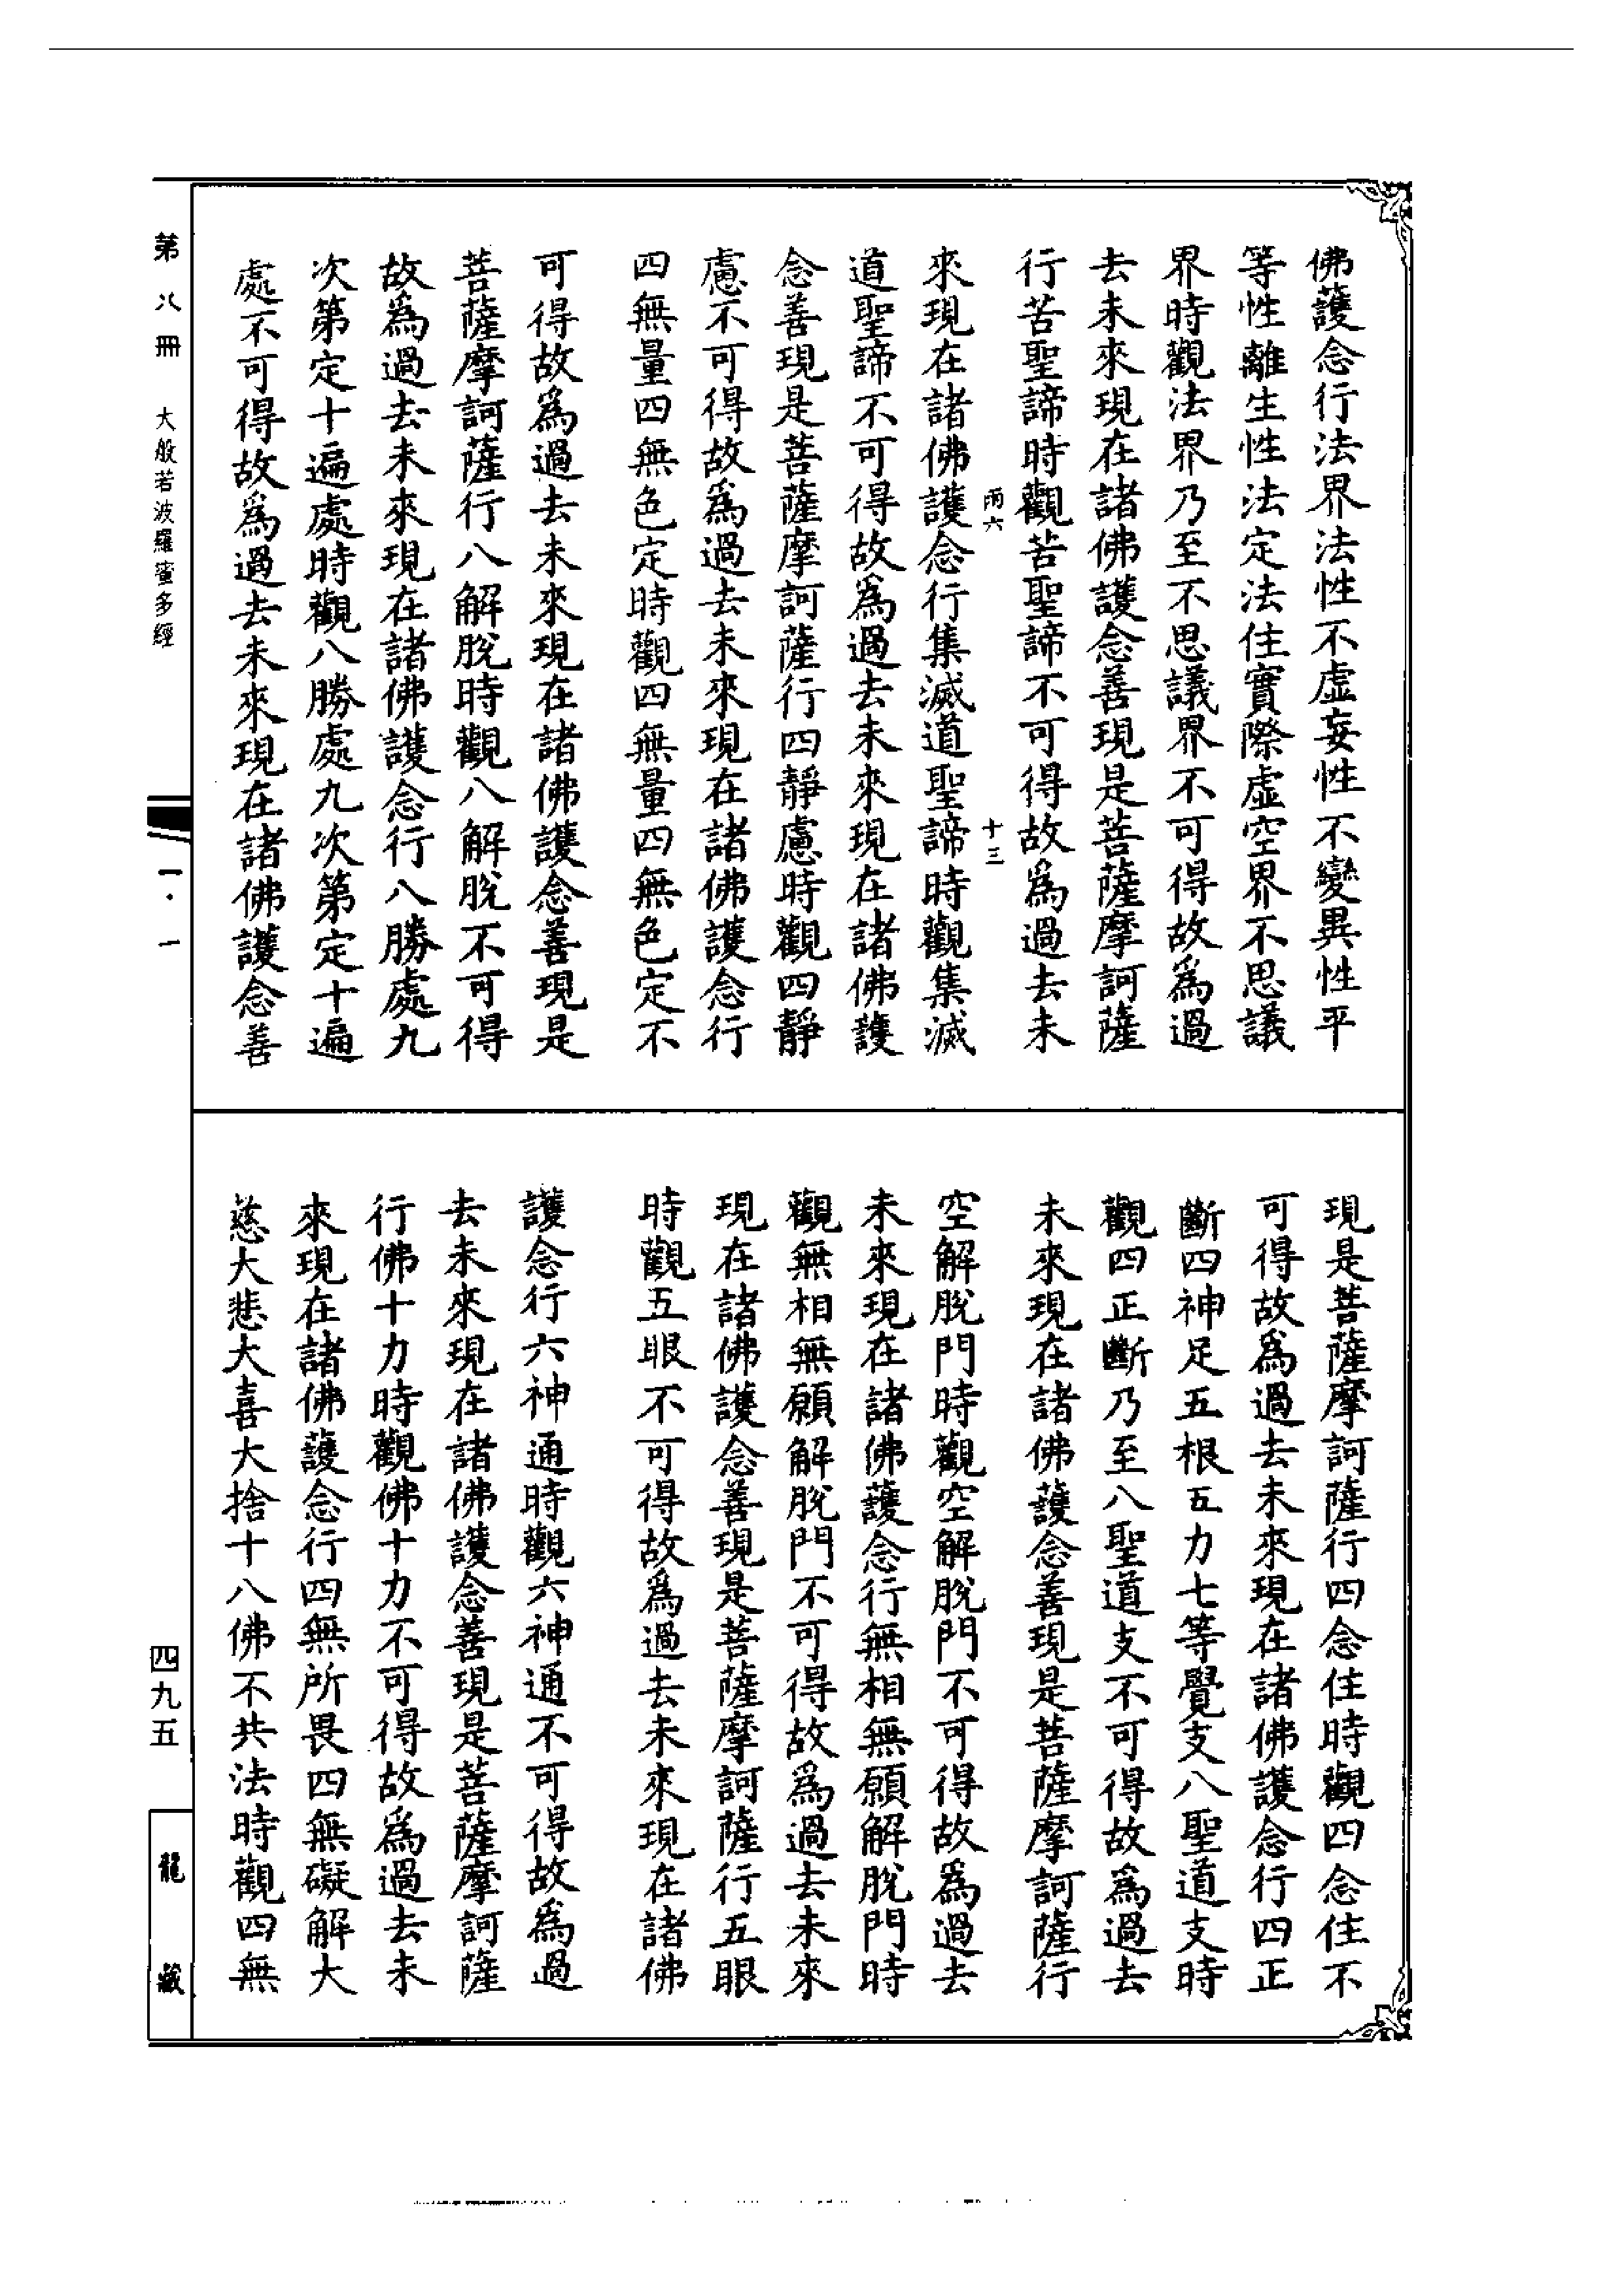 佛護念行法界法性不虛妄性不變異性平
等性離生性法定法住實際虛空界不思議
界時觀法界乃至不思議界不可得故為過
去未來現在諸佛護念善現是菩薩摩訶薩
行苦聖諦時觀苦聖諦不可得故為過去未
雨六
十三
來現在諸佛護念行集滅道聖諦時觀集滅
道聖諦不可得故為過去未來現在諸佛護
念善現是菩薩摩訶薩行四靜慮時觀四靜
慮不可得故為過去未來現在諸佛護念行
四無量四無色定時觀四無量四無色定不
可得故為過去未來現在諸佛護念善現是
菩薩摩訶薩行八解脫時觀八解脫不可得
故為過去未來現在諸佛護念行八勝處九
次第定十遍處時觀八勝處九次第定十遍
處不可得故為過去未來現在諸佛護念善
現是菩薩摩訶薩行四念住時觀四念住不
可得故為過去未來現在諸佛護念行四正
斷四神足五根五力七等覺支八聖道支時
觀四正斷乃至八聖道支不可得故為過去
未來現在諸佛護念善現是菩薩摩訶薩行
空解脫門時觀空解脫門不可得故為過去
未來現在諸佛護念行無相無願解脫門時
觀無相無願解脫門不可得故為過去未來
現在諸佛護念善現是菩薩摩訶薩行五眼
時觀五眼不可得故為過去未來現在諸佛
護念行六神通時觀六神通不可得故為過
去未來現在諸佛護念善現是菩薩摩訶薩
行佛十力時觀佛十力不可得故為過去未
來現在諸佛護念行四無所畏四無礙解大
慈大悲大喜大捨十八佛不共法時觀四無
第八冊 大般若波羅蜜多經
一·一
四九五
龍藏